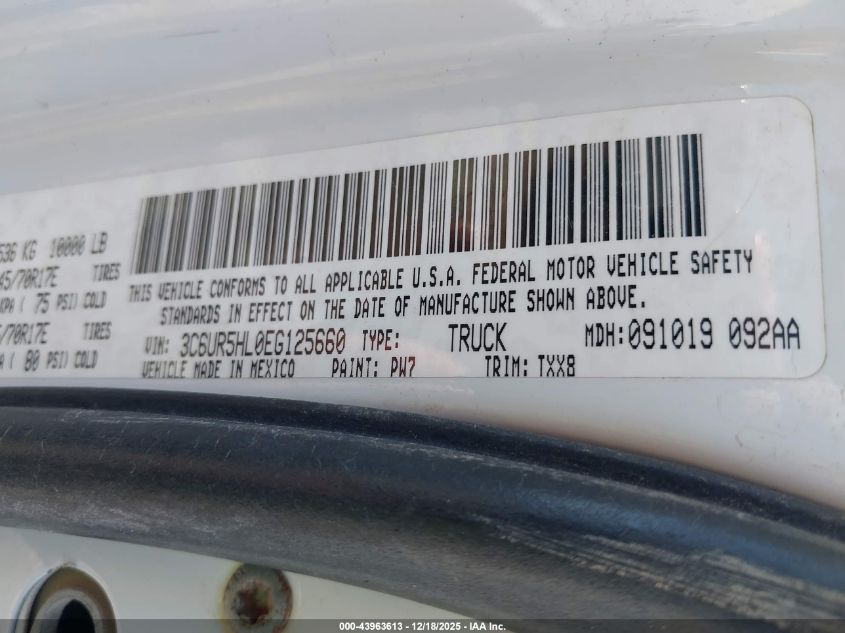 536 KG 10000 LB
45/70R17E TIRES
KPA ( 75 PSI) COLD
/70R17E TIRES
A ( 80 PSI) COLD
THIS VEHICLE CONFORMS TO ALL APPLICABLE U.S.A. FEDERAL MOTOR VEHICLE SAFETY
STANDARDS IN EFFECT ON THE DATE OF MANUFACTURE SHOWN ABOVE.
VIN: 3C6UR5HL0EG125660 TYPE: TRUCK MDH:091019 092AA
VEHICLE MADE IN MEXICO PAINT: PW7 TRIM: TXX8
000-43963613 - 12/18/2025 - IAA Inc.